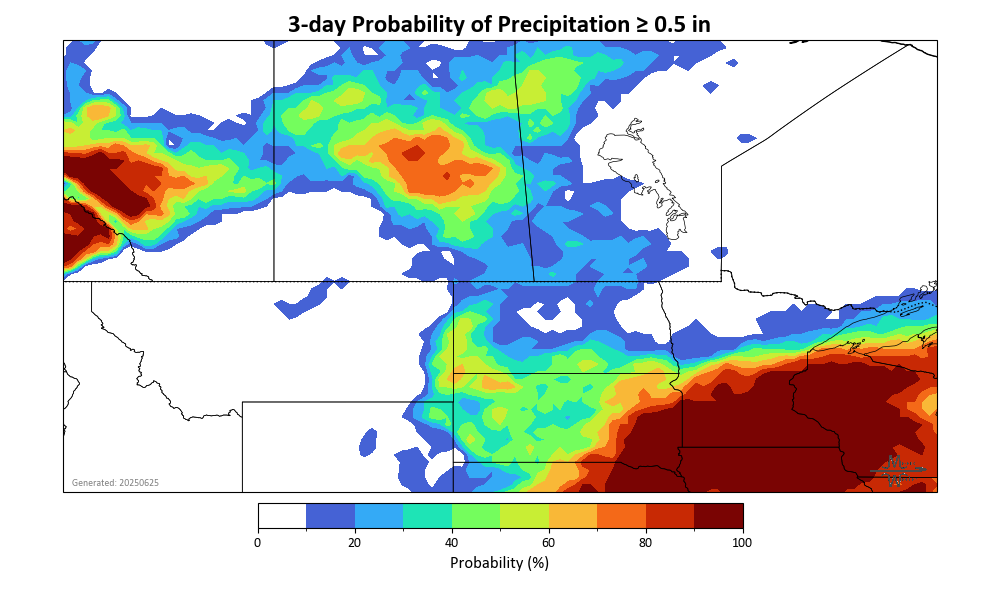 3-day Probability of Precipitation ≥ 0.5 in
Generated: 20250625
0 20 40 60 80 100
Probability (%)